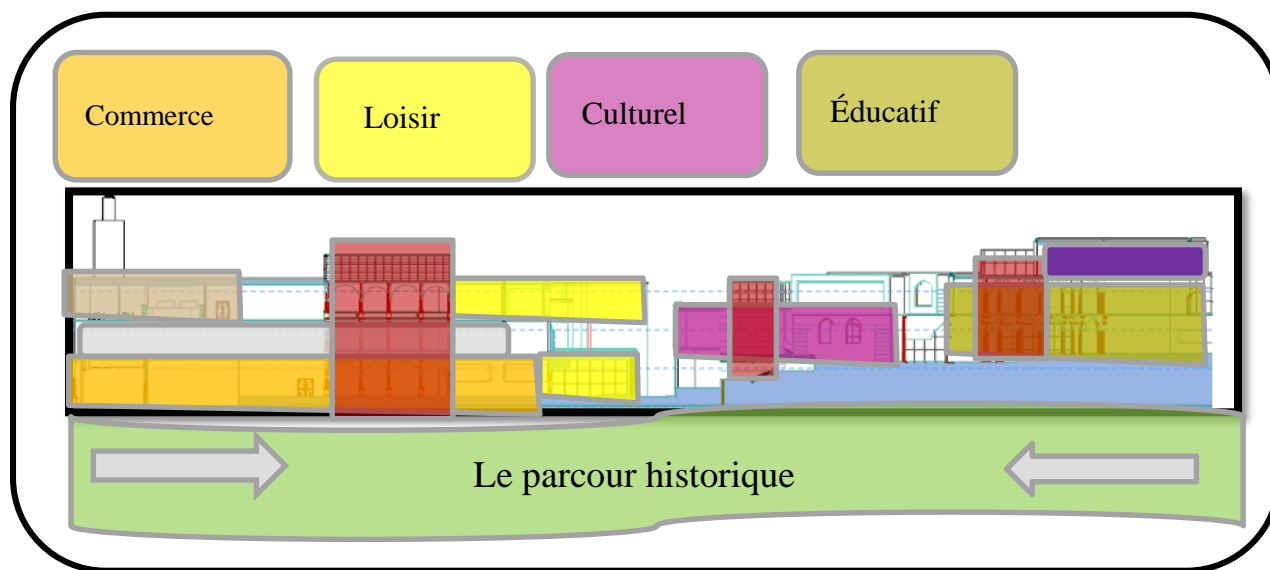 Commerce
Loisir
Culturel
Éducatif
Le parcour historique